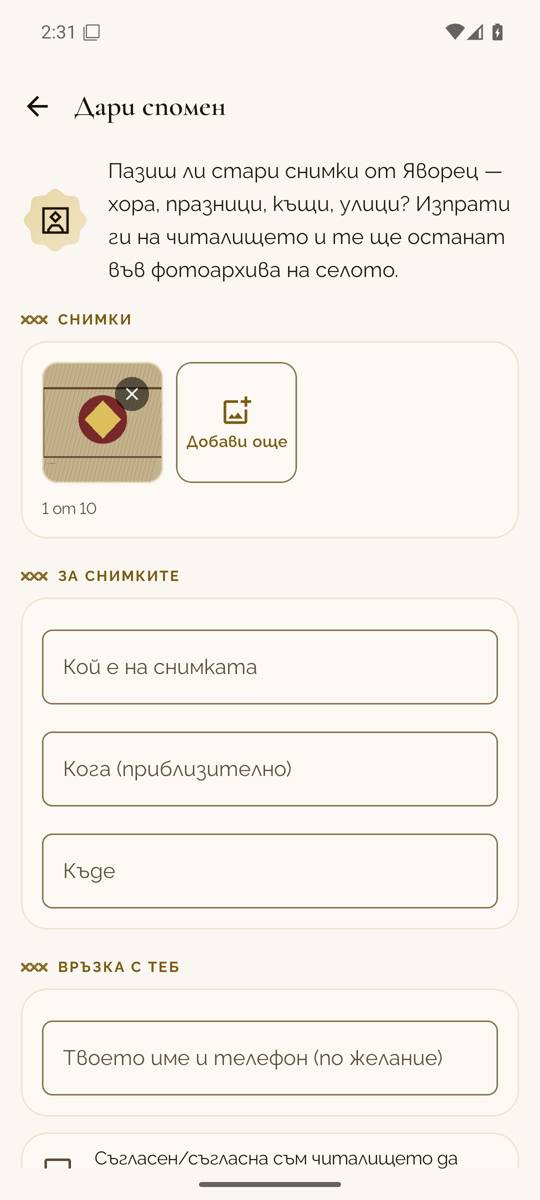 2:31
Дари спомен
Пазиш ли стари снимки от Яворец —
хора, празници, къщи, улици? Изпрати
ги на читалището и те ще останат
във фотоархива на селото.
СНИМКИ
Добави още
1 от 10
ЗА СНИМКИТЕ
Кой е на снимката
Кога (приблизително)
Къде
ВРЪЗКА С ТЕБ
Твоето име и телефон (по желание)
Съгласен/съгласна съм читалището да